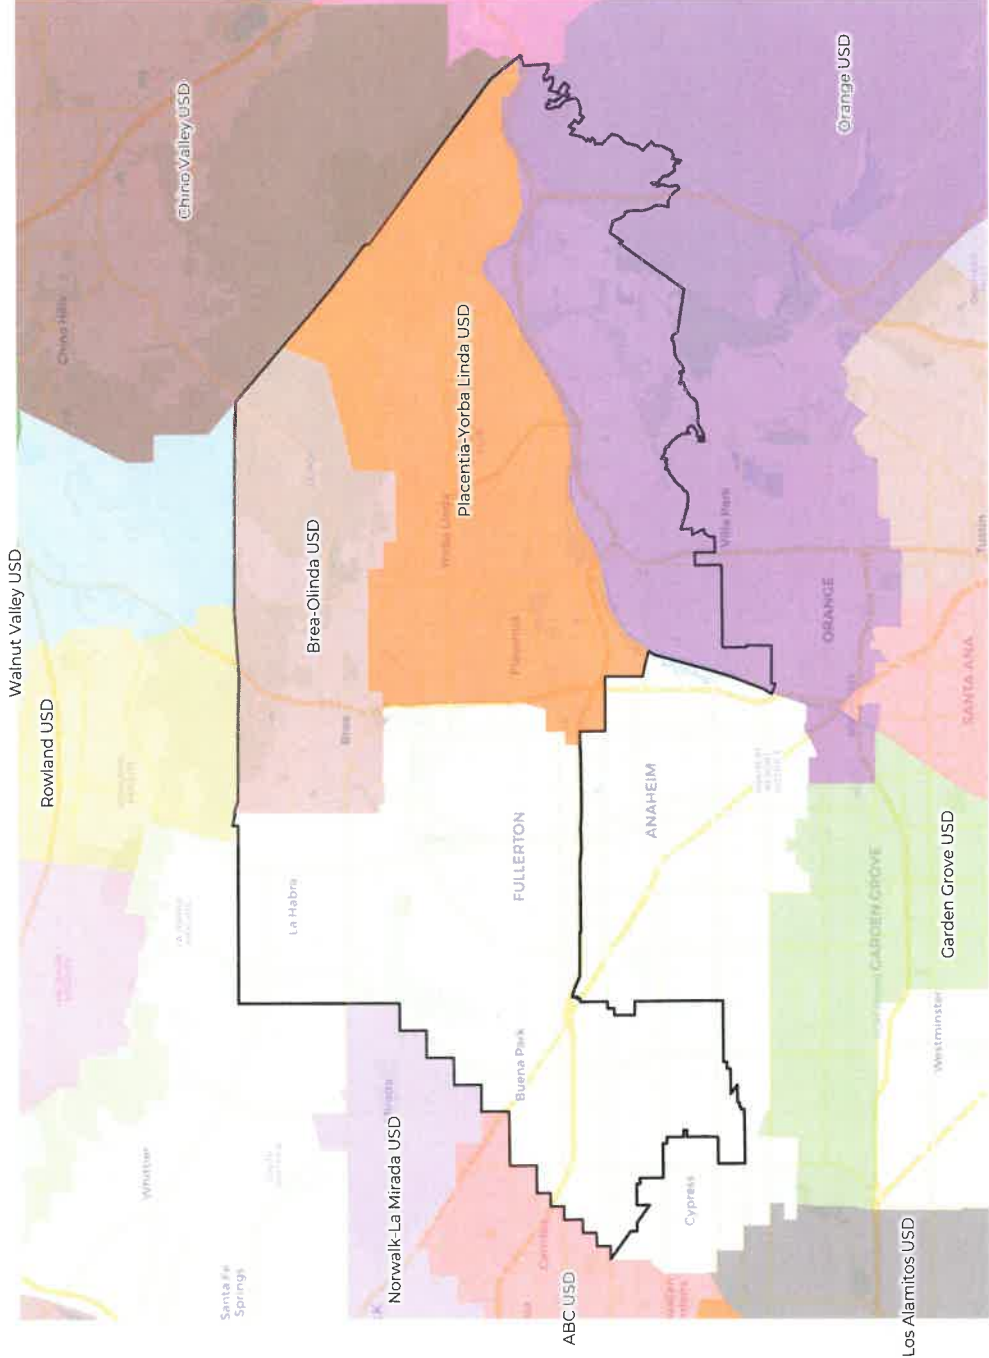 Walnut Valley USD
Rowland USD
Chino Valley USD
Orange USD
Chino Hills
Brea-Olinda USD
Placentia-Yorba Linda USD
Yorba Linda
Placentia
Brea
Villa Park
ORANGE
Tustin
SANTA ANA
La Habra
FULLERTON
ANAHEIM
GARDEN GROVE
Garden Grove USD
Westminster
Buena Park
Whittier
Norwalk-La Mirada USD
Santa Fe
Springs
Cerritos
Cypress
ABC USD
Los Alamitos USD